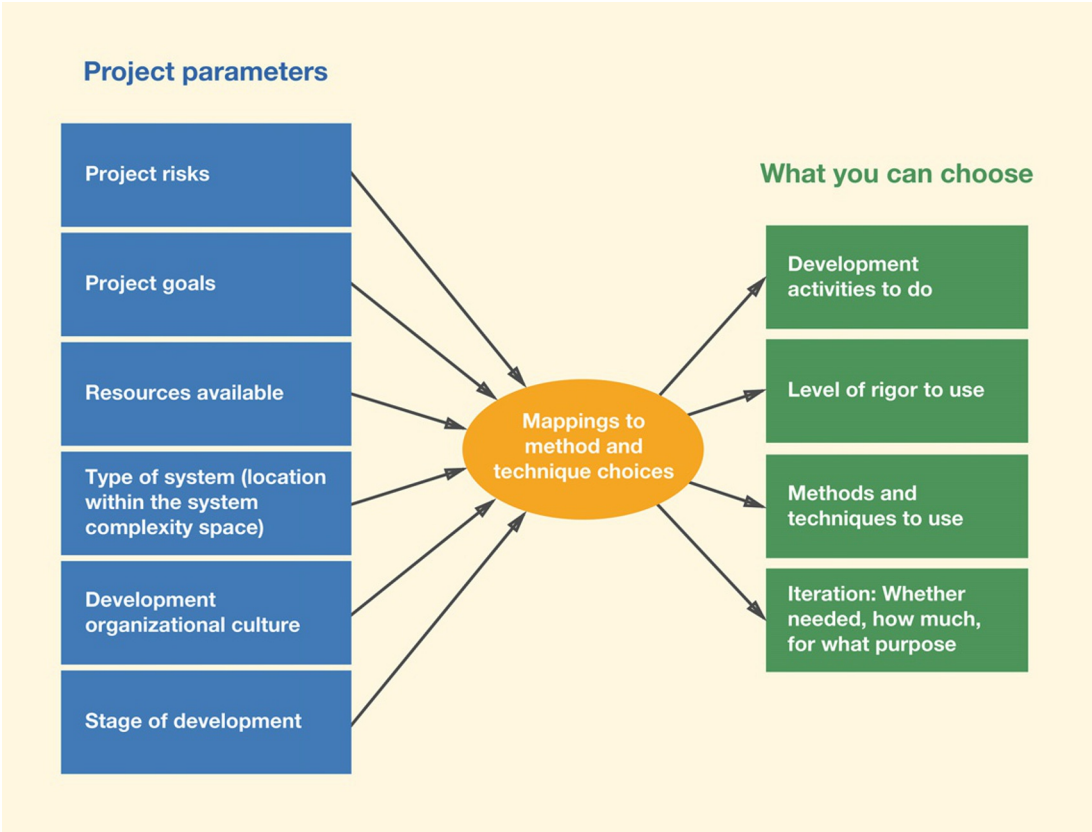 Project parameters
Project risks
Project goals
Resources available
Type of system (location
within the system
complexity space)
Development
organizational culture
Stage of development
Mappings to
method and
technique choices
What you can choose
Development
activities to do
Level of rigor to use
Methods and
techniques to use
Iteration: Whether
needed, how much,
for what purpose